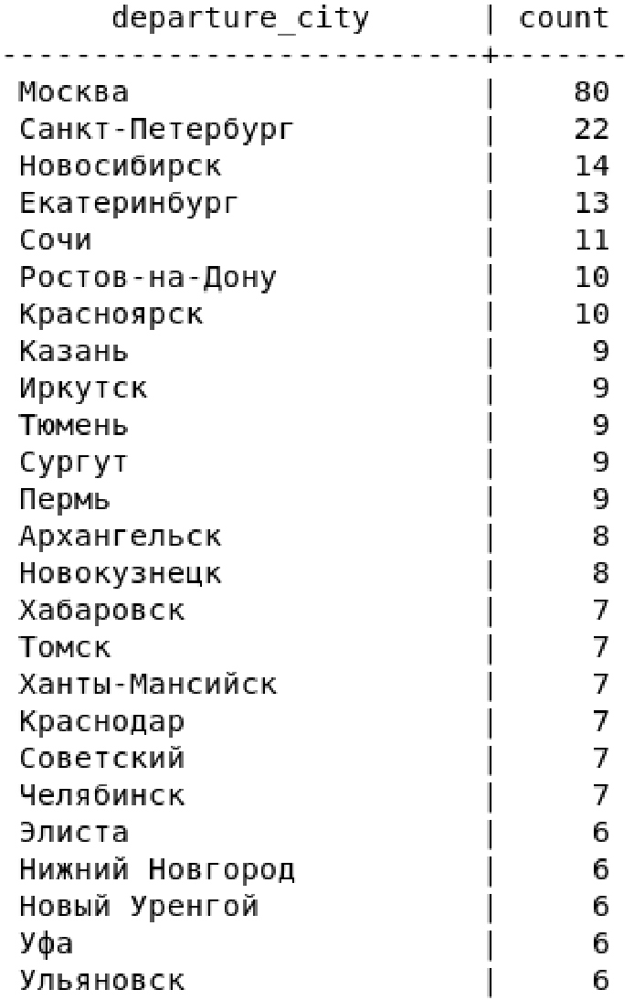 departure_city | count
--------------------------+-------
Москва | 80
Санкт-Петербург | 22
Новосибирск | 14
Екатеринбург | 13
Сочи | 11
Ростов-на-Дону | 10
Красноярск | 10
Казань | 9
Иркутск | 9
Тюмень | 9
Сургут | 9
Пермь | 9
Архангельск | 8
Новокузнецк | 8
Хабаровск | 7
Томск | 7
Ханты-Мансийск | 7
Краснодар | 7
Советский | 7
Челябинск | 7
Элиста | 6
Нижний Новгород | 6
Новый Уренгой | 6
Уфа | 6
Ульяновск | 6